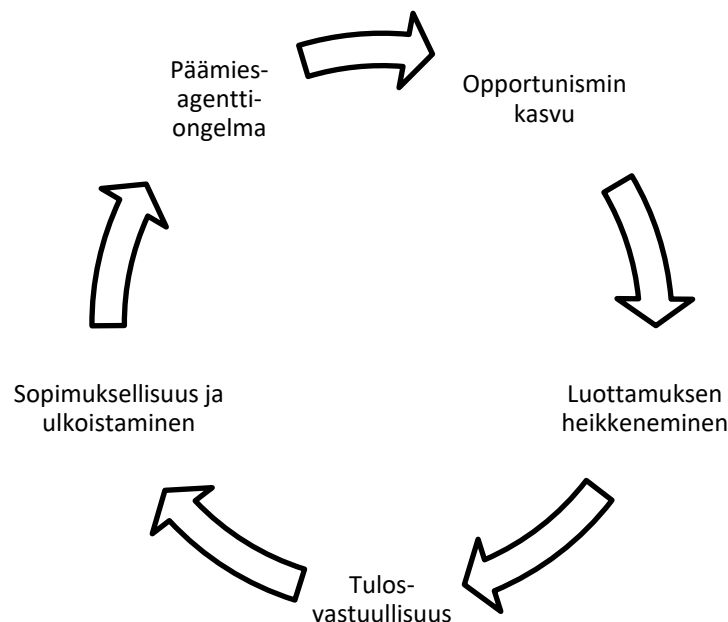 Päämies-
agentti-
ongelma
Opportunismin
kasvu
Luottamuksen
heikkeneminen
Tulos-
vastuullisuus
Sopimuksellisuus ja
ulkoistaminen